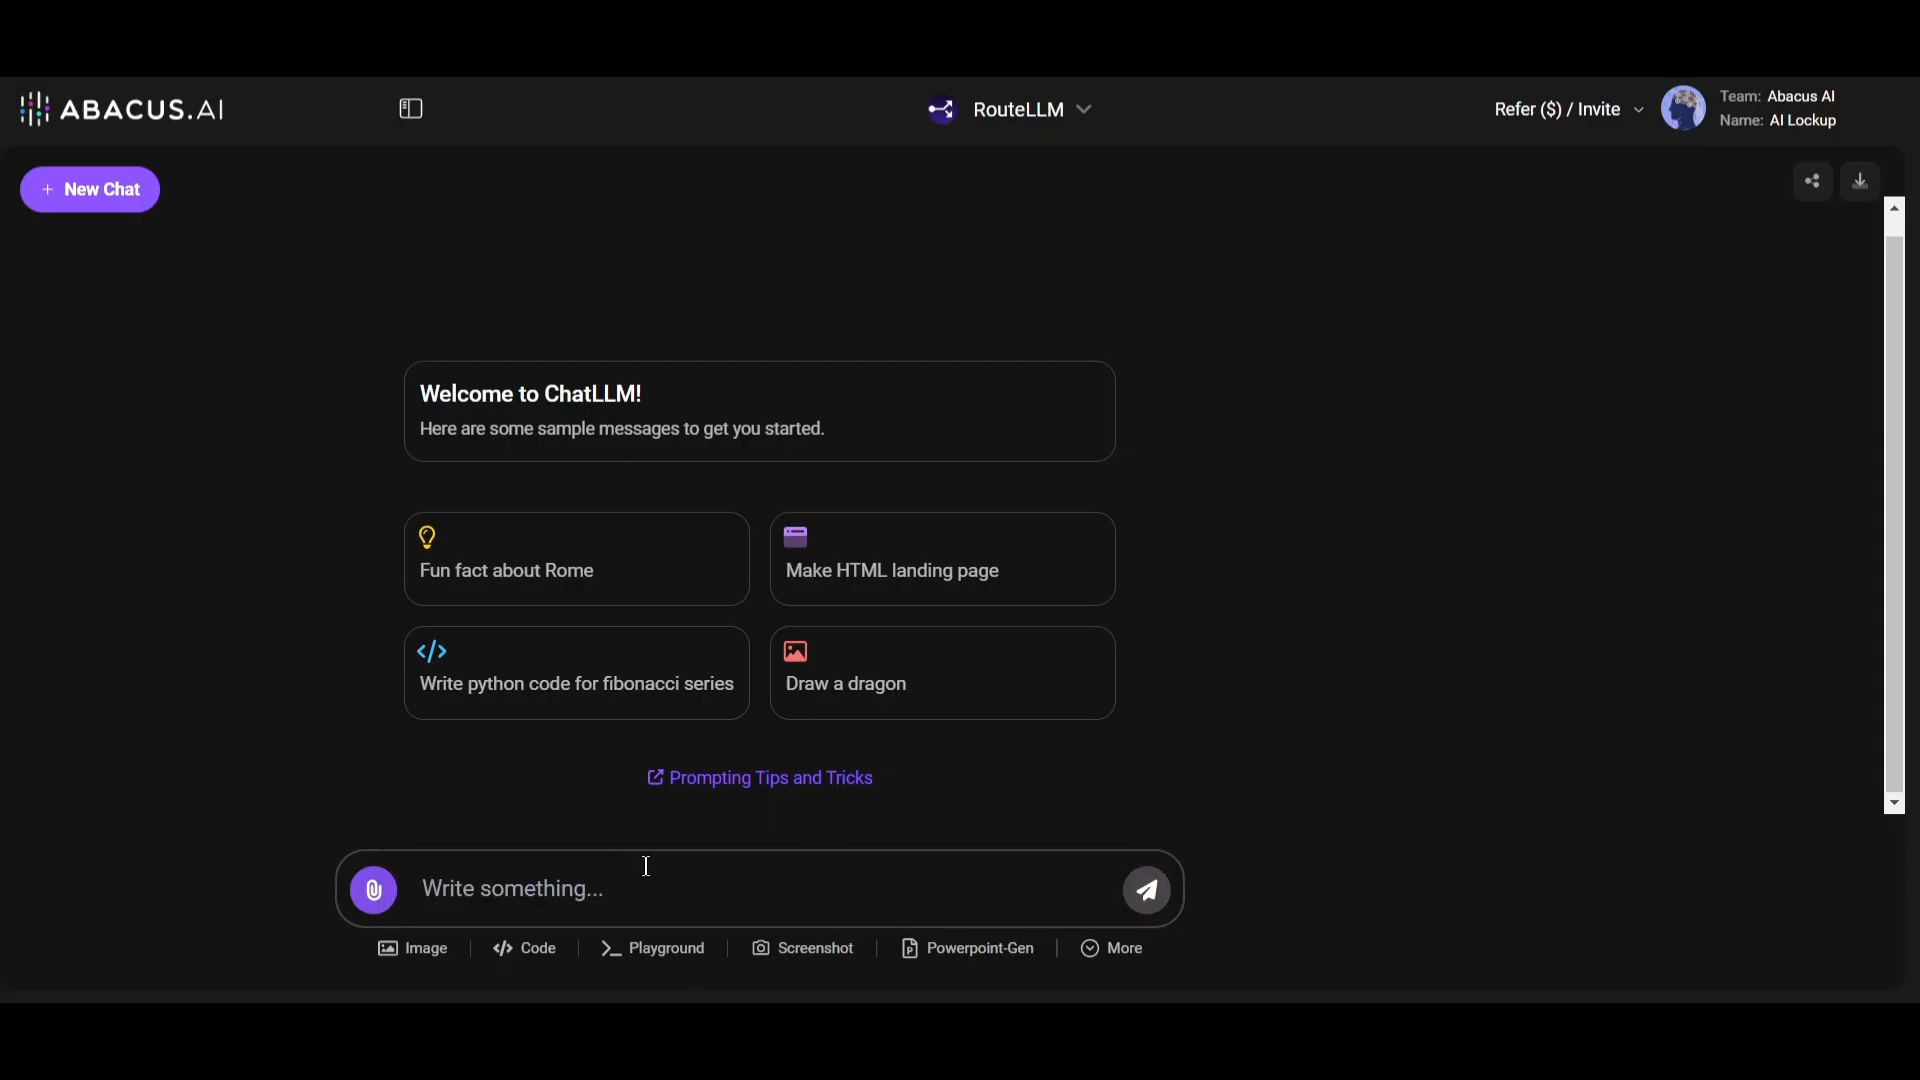 ABACUS.AI
RouteLLM
Refer ($) / Invite
Team: Abacus AI
Name: AI Lockup
+ New Chat
Welcome to ChatLLM!
Here are some sample messages to get you started.
Fun fact about Rome
Make HTML landing page
Write python code for fibonacci series
Draw a dragon
Prompting Tips and Tricks
Write something...
Image
Code
Playground
Screenshot
Powerpoint-Gen
More